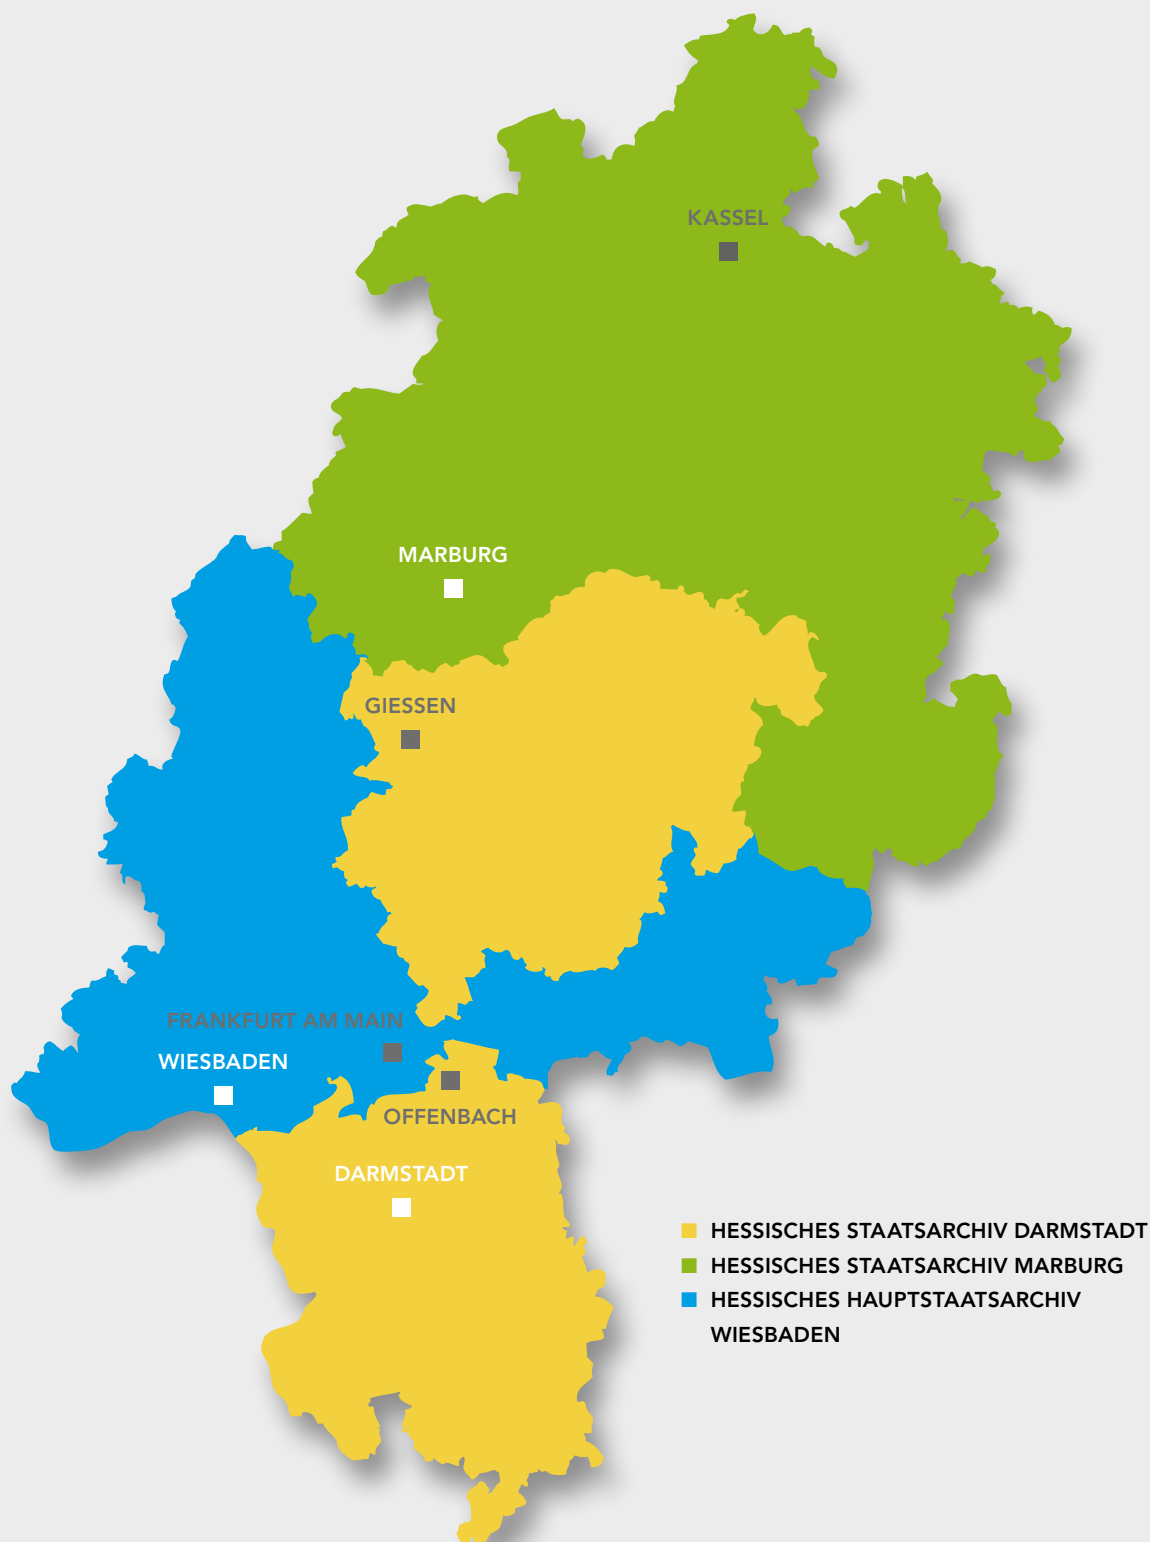 KASSEL
MARBURG
GIESSEN
FRANKFURT AM MAIN
WIESBADEN
OFFENBACH
DARMSTADT
HESSISCHES STAATSARCHIV DARMSTADT
HESSISCHES STAATSARCHIV MARBURG
HESSISCHES HAUPTSTAATSARCHIV
WIESBADEN